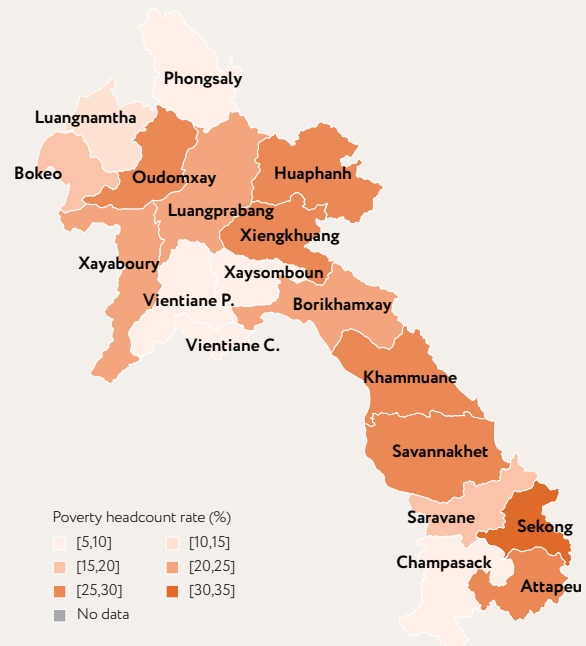 Phongsaly
Luangnamtha
Bokeo
Oudomxay
Huaphanh
Luangprabang
Xiengkhuang
Xayaboury
Xaysomboun
Vientiane P.
Borikhamxay
Vientiane C.
Khammuane
Savannakhet
Saravane
Sekong
Champasack
Attapeu
Poverty headcount rate (%)
[5,10] [10,15]
[15,20] [20,25]
[25,30] [30,35]
No data